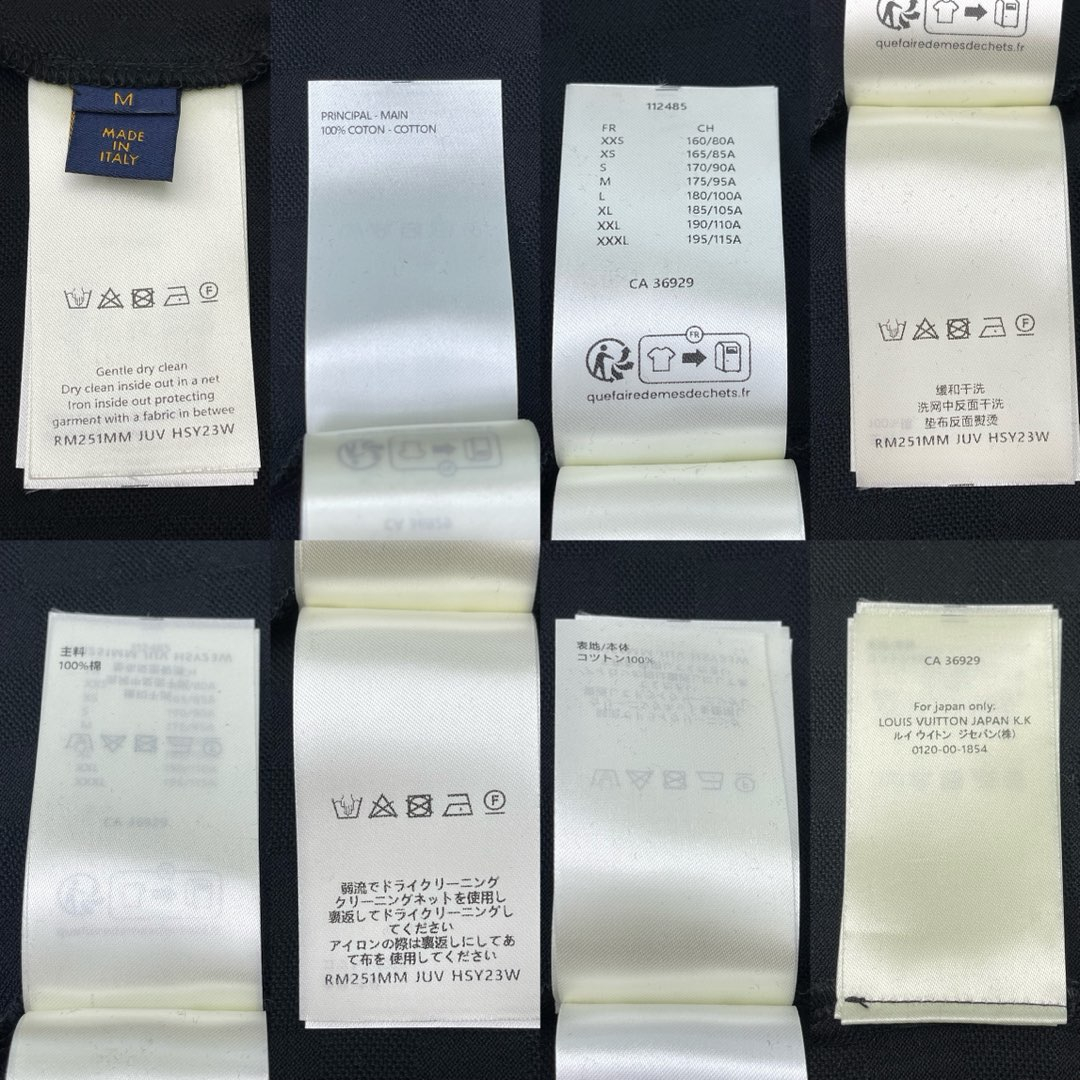 M
MADE
IN
ITALY
F
Gentle dry clean
Dry clean inside out in a net
Iron inside out protecting
garment with a fabric in betwee
RM251MM JUV HSY23W
PRINCIPAL - MAIN
100% COTON - COTTON
CA 36929
112485
FR CH
XXS 160/80A
XS 165/85A
S 170/90A
M 175/95A
L 180/100A
XL 185/105A
XXL 190/110A
XXXL 195/115A
CA 36929
FR
quefairedemesdechets.fr
quefairedemesdechets.fr
F
缓和干洗
洗网中反面干洗
垫布反面熨烫
RM251MM JUV HSY23W
主料
100%棉
F
弱流でドライクリーニング
クリーニングネットを使用し
裏返してドライクリーニングし
てください
アイロンの際は裏返しにしてあ
て布を 使用してください
RM251MM JUV HSY23W
表地/本体
コツトン100%
CA 36929
For japan only:
LOUIS VUITTON JAPAN K.K
ルイ ウイトン ジセパン(株)
0120-00-1854